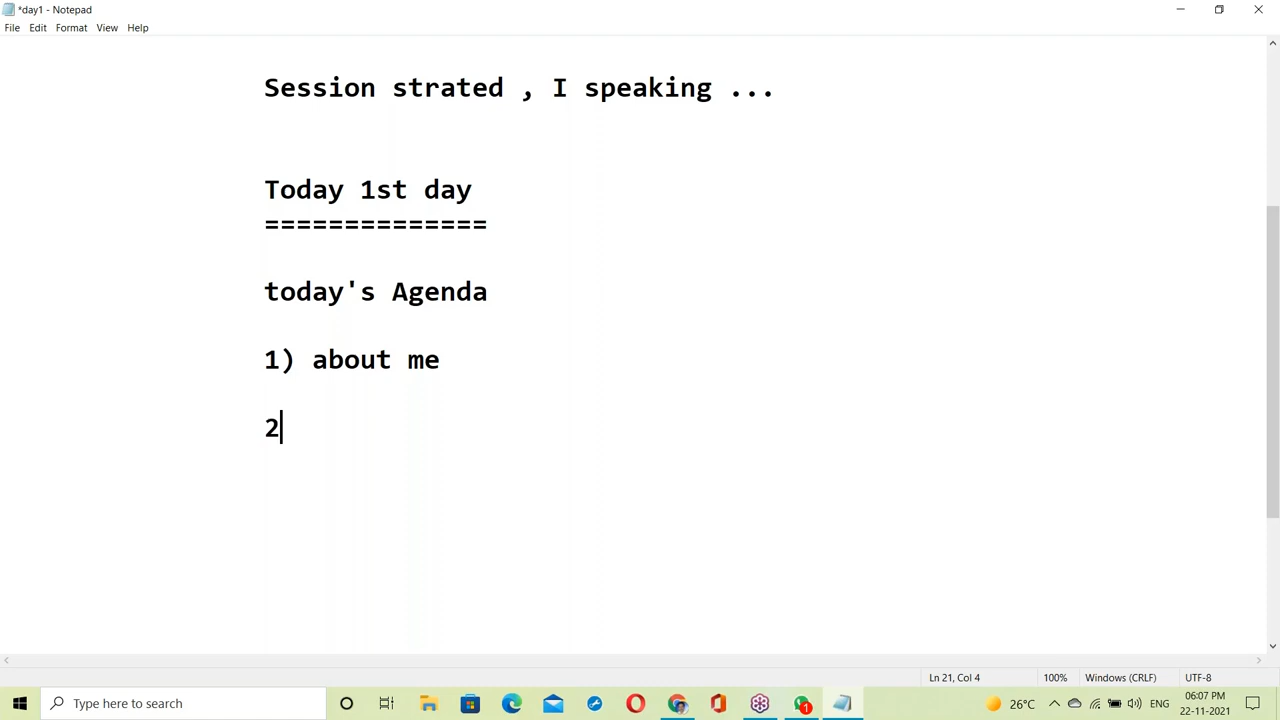 *day1 - Notepad
File Edit Format View Help
Session strated , I speaking ...
Today 1st day
==============
today's Agenda
1) about me
2
Ln 21, Col 4 100% Windows (CRLF) UTF-8
Type here to search
1
26°C ENG 06:07 PM
22-11-2021